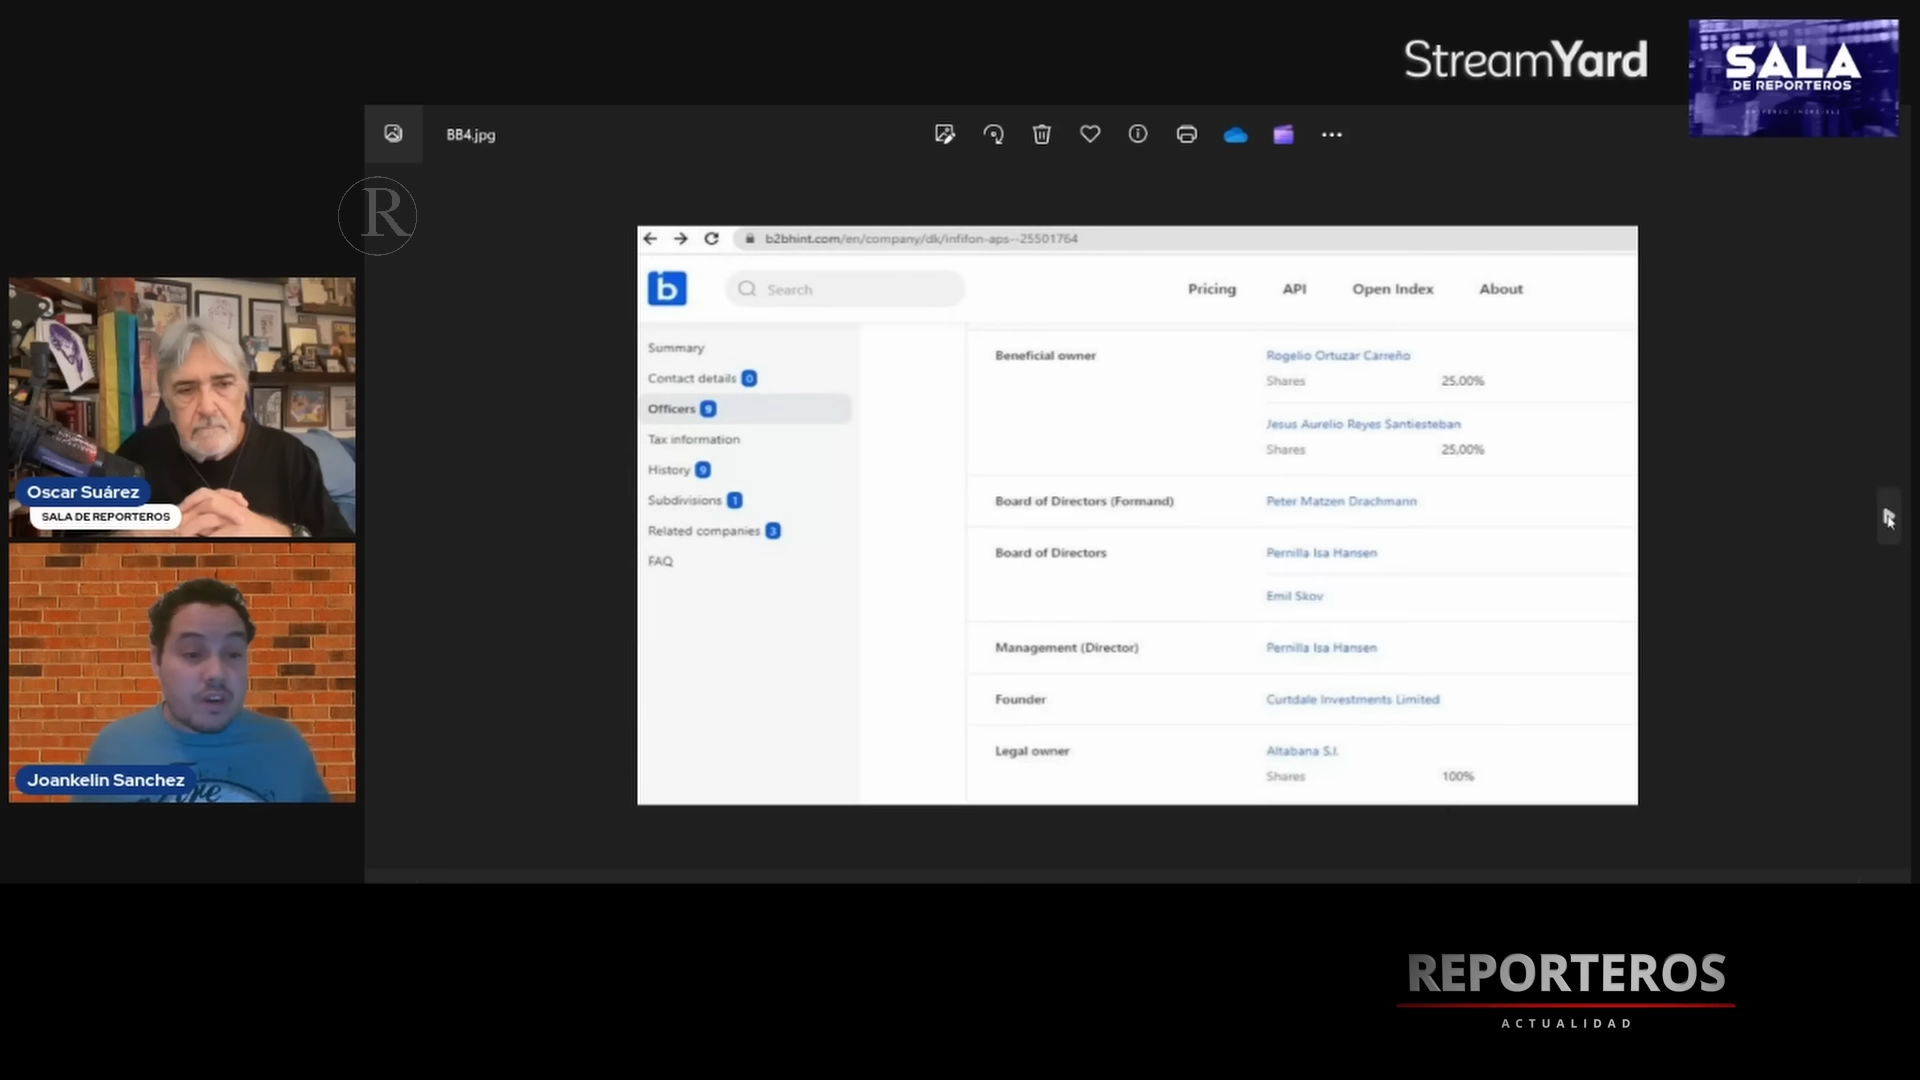 StreamYard
SALA
DE REPORTEROS
BB4.jpg
R
b2bhint.com/en/company/dk/infifon-aps--25501764
b
Search
Pricing
API
Open Index
About
Summary
Contact details 0
Officers 9
Tax information
History 9
Subdivisions 1
Related companies 3
FAQ
Beneficial owner
Rogelio Ortuzar Carreño
Shares 25.00%
Jesus Aurelio Reyes Santiesteban
Shares 25.00%
Board of Directors (Formand)
Peter Matzen Drachmann
Board of Directors
Pernilla Isa Hansen
Emil Skov
Management (Director)
Pernilla Isa Hansen
Founder
Curtdale Investments Limited
Legal owner
Altabana S.l.
Shares 100%
Oscar Suárez
SALA DE REPORTEROS
Joankelin Sanchez
REPORTEROS
ACTUALIDAD